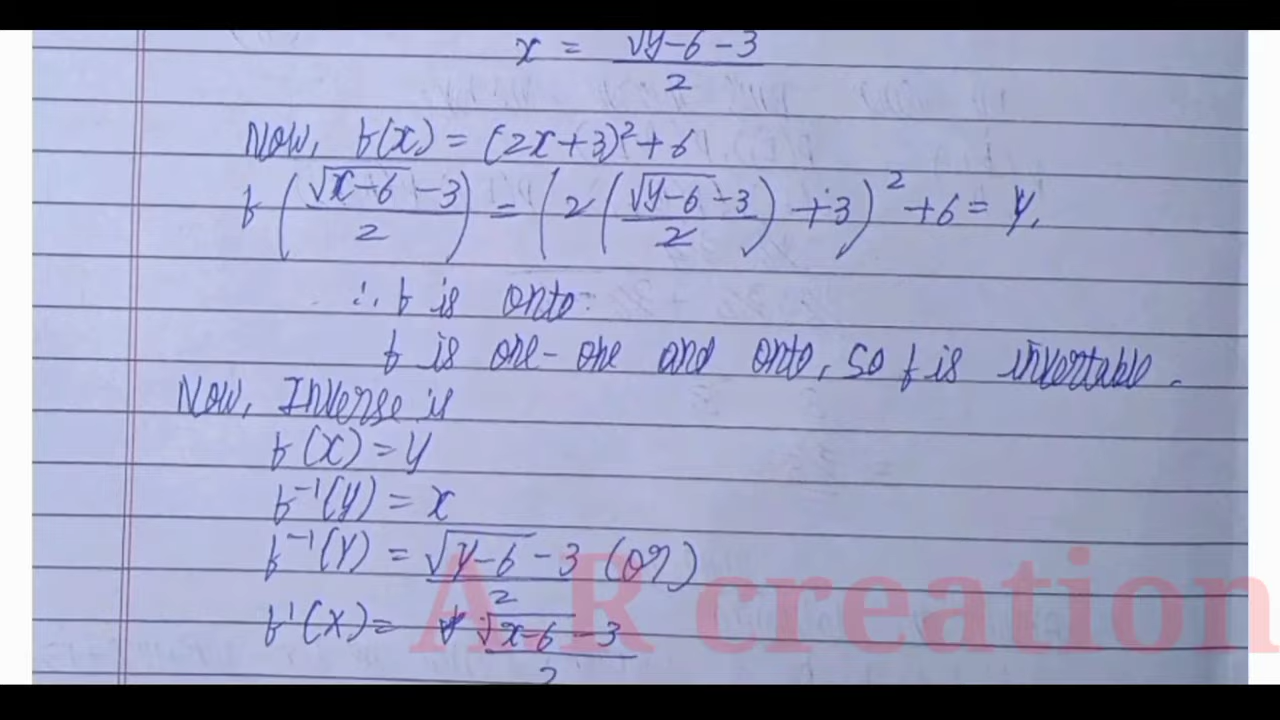 x = √y-6 - 3 / 2
Now, f(x) = (2x+3)² + 6
f(√x-6 - 3 / 2) = (2(√y-6 - 3 / 2) + 3)² + 6 = y.
∴ f is onto.
f is one-one and onto, so f is invertable.
Now, Inverse is
f(x) = y
f⁻¹(y) = x
f⁻¹(y) = √y-6 - 3 / 2 (or)
f¹(x) = √x-6 - 3 / 2
A.R creation